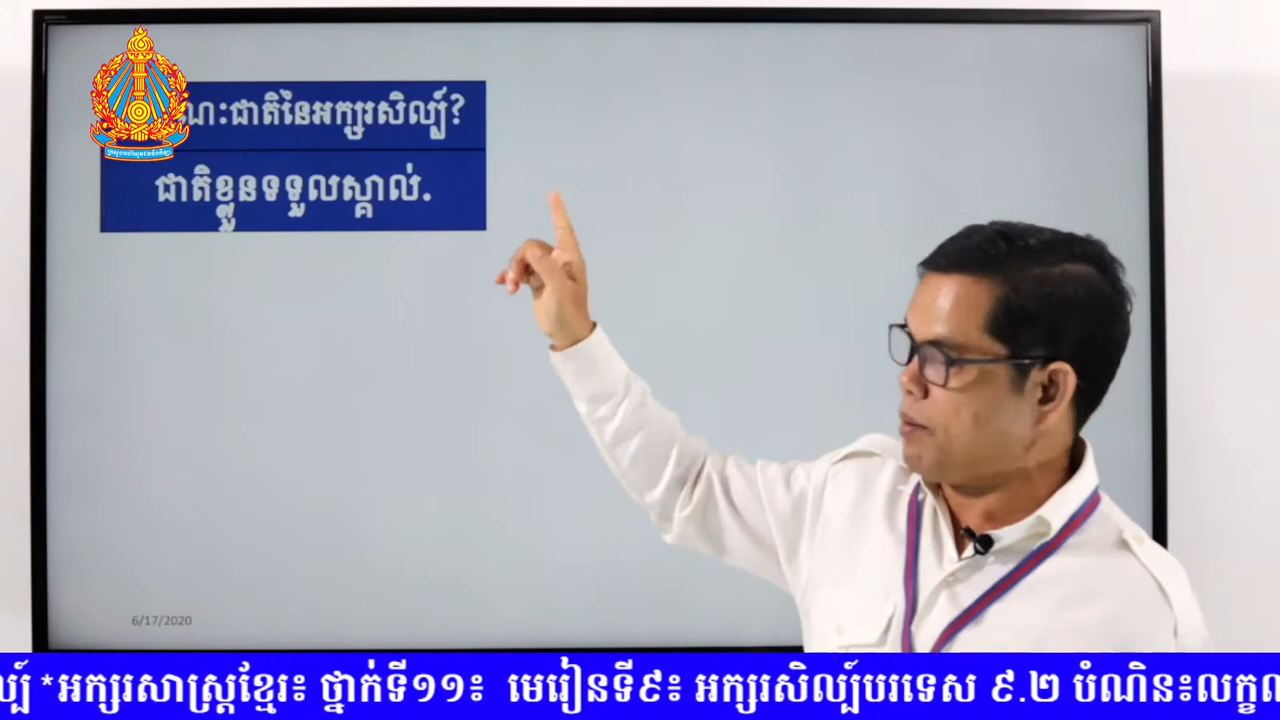 ណៈជាតិនៃអក្សរសិល្ប៍?
ជាតិខ្លួនទទួលស្គាល់.
6/17/2020
ល្ប៍ *អក្សរសាស្ត្រខ្មែរ៖ ថ្នាក់ទី១១៖ មេរៀនទី៩៖ អក្សរសិល្ប៍បរទេស ៩.២ បំណិន៖លក្ខណ